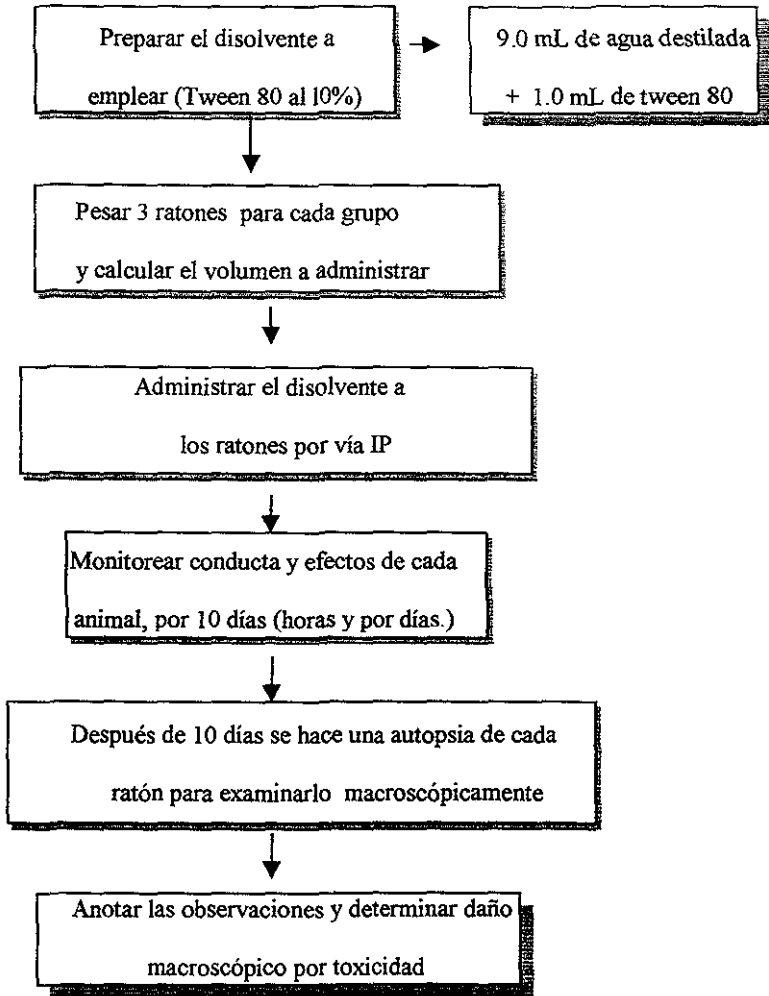 Preparar el disolvente a
emplear (Tween 80 al 10%)
9.0 mL de agua destilada
+ 1.0 mL de tween 80
Pesar 3 ratones para cada grupo
y calcular el volumen a administrar
Administrar el disolvente a
los ratones por vía IP
Monitorear conducta y efectos de cada
animal, por 10 días (horas y por días.)
Después de 10 días se hace una autopsia de cada
ratón para examinarlo macroscópicamente
Anotar las observaciones y determinar daño
macroscópico por toxicidad